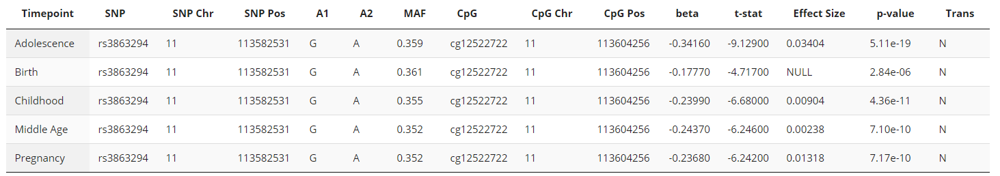 Timepoint SNP SNP Chr SNP Pos A1 A2 MAF CpG CpG Chr CpG Pos beta t-stat Effect Size p-value Trans
Adolescence rs3863294 11 113582531 G A 0.359 cg12522722 11 113604256 -0.34160 -9.12900 0.03404 5.11e-19 N
Birth rs3863294 11 113582531 G A 0.361 cg12522722 11 113604256 -0.17770 -4.71700 NULL 2.84e-06 N
Childhood rs3863294 11 113582531 G A 0.355 cg12522722 11 113604256 -0.23990 -6.68000 0.00904 4.36e-11 N
Middle Age rs3863294 11 113582531 G A 0.352 cg12522722 11 113604256 -0.24370 -6.24600 0.00238 7.10e-10 N
Pregnancy rs3863294 11 113582531 G A 0.352 cg12522722 11 113604256 -0.23680 -6.24200 0.01318 7.17e-10 N